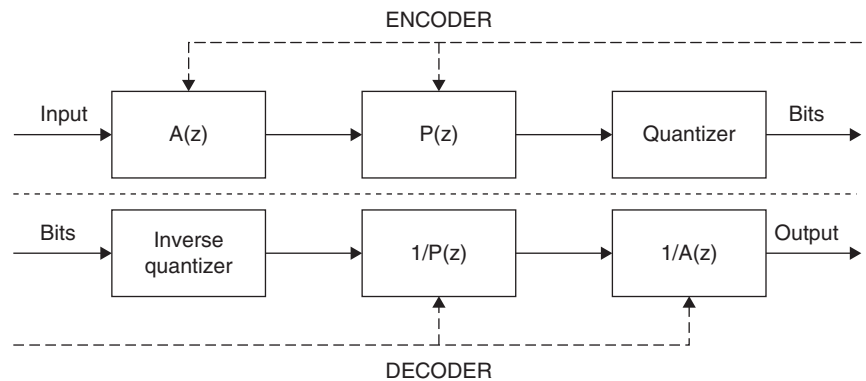 ENCODER
Input
A(z)
P(z)
Quantizer
Bits
Bits
Inverse
quantizer
1/P(z)
1/A(z)
Output
DECODER